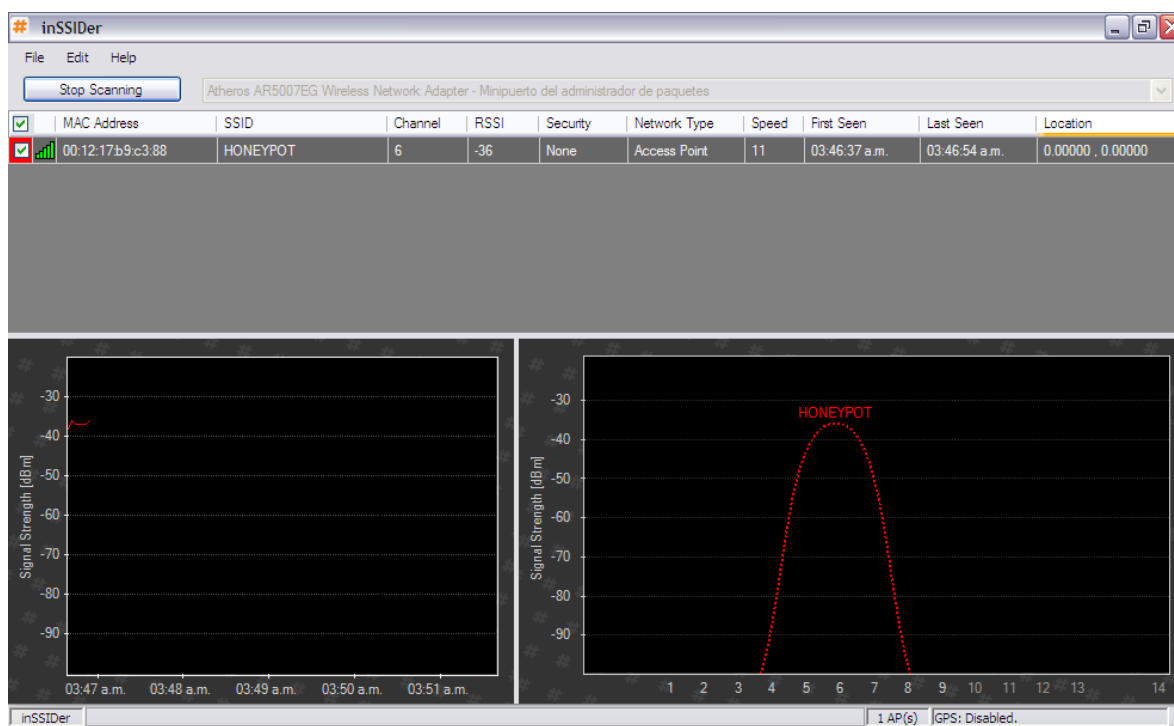 inSSIDer
File Edit Help
Stop Scanning Atheros AR5007EG Wireless Network Adapter - Minipuerto del administrador de paquetes
MAC Address SSID Channel RSSI Security Network Type Speed First Seen Last Seen Location
00:12:17:b9:c3:88 HONEYPOT 6 -36 None Access Point 11 03:46:37 a.m. 03:46:54 a.m. 0.00000 , 0.00000
Signal Strength [dBm]
-30
-40
-50
-60
-70
-80
-90
03:47 a.m. 03:48 a.m. 03:49 a.m. 03:50 a.m. 03:51 a.m.
Signal Strength [dBm]
-30
HONEYPOT
-40
-50
-60
-70
-80
-90
1 2 3 4 5 6 7 8 9 10 11 12 13 14
inSSIDer 1 AP(s) GPS: Disabled.